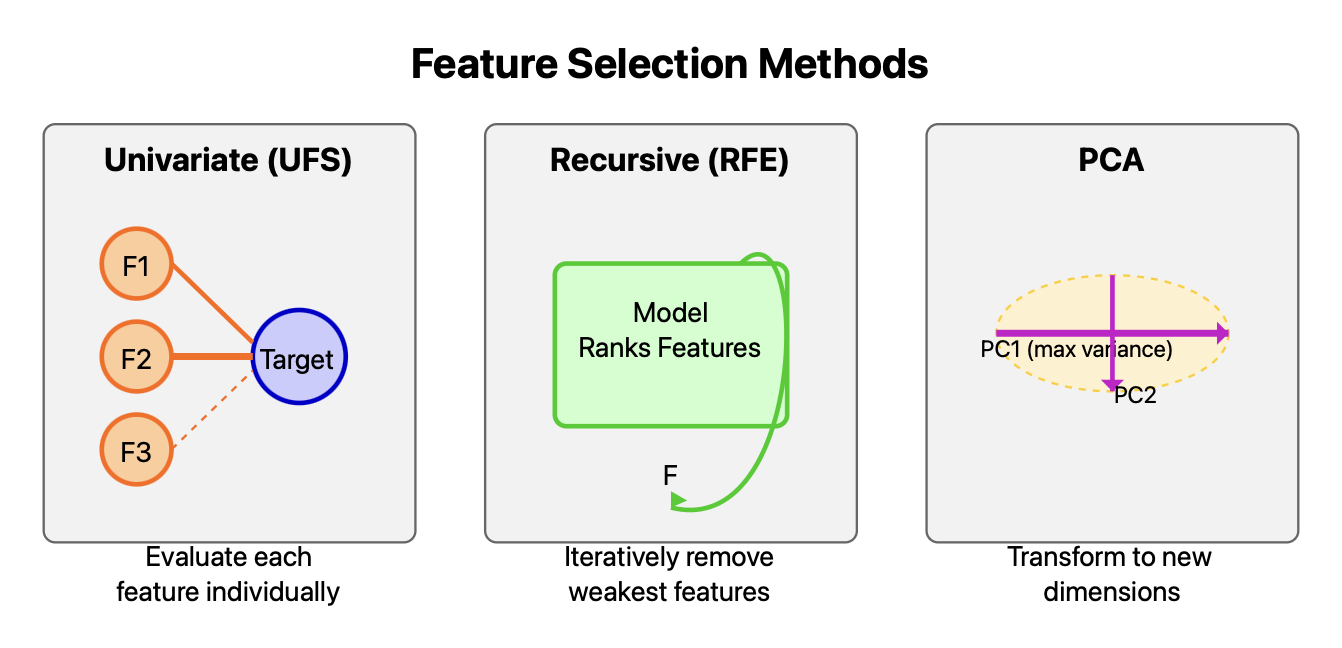 Feature Selection Methods
Univariate (UFS)
F1
F2
F3
Target
Evaluate each
feature individually
Recursive (RFE)
Model
Ranks Features
F
Iteratively remove
weakest features
PCA
PC1 (max variance)
PC2
Transform to new
dimensions